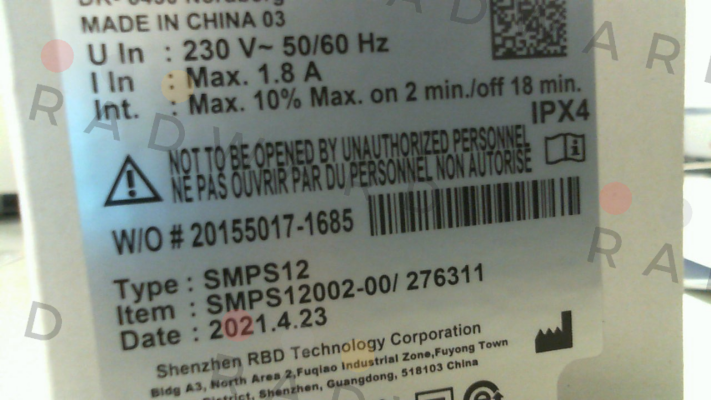 DK- 6430 Nordborg
MADE IN CHINA 03
U In : 230 V~ 50/60 Hz
I In : Max. 1.8 A
Int. : Max. 10% Max. on 2 min./off 18 min.
IPX4
NOT TO BE OPENED BY UNAUTHORIZED PERSONNEL
NE PAS OUVRIR PAR DU PERSONNEL NON AUTORISE
W/O # 20155017-1685
Type : SMPS12
Item : SMPS12002-00/ 276311
Date : 2021.4.23
Shenzhen RBD Technology Corporation
Bldg A3, North Area 2,Fuqiao Industrial Zone,Fuyong Town
District, Shenzhen, Guangdong, 518103 China